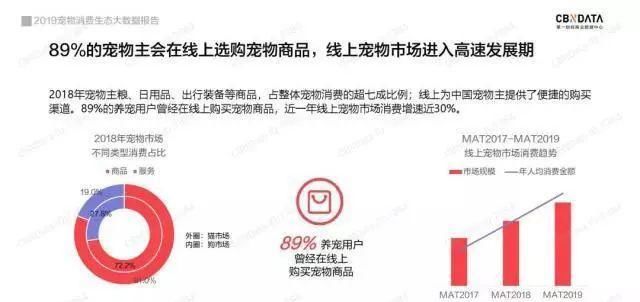 2019宠物消费生态大数据报告
CBNDATA
第一财经商业数据中心
89%的宠物主会在线上选购宠物商品，线上宠物市场进入高速发展期
2018年宠物主粮、日用品、出行装备等商品，占整体宠物消费的超七成比例；线上为中国宠物主提供了便捷的购买
渠道。89%的养宠用户曾经在线上购买宠物商品，近一年线上宠物市场消费增速近30%。
2018年宠物市场
不同类型消费占比
商品 服务
19.0%
27.8%
72.2%
81.0%
外圈：猫市场
内圈：狗市场
89% 养宠用户
曾经在线上
购买宠物商品
MAT2017-MAT2019
线上宠物市场消费趋势
市场规模 年人均消费金额
MAT2017 MAT2018 MAT2019